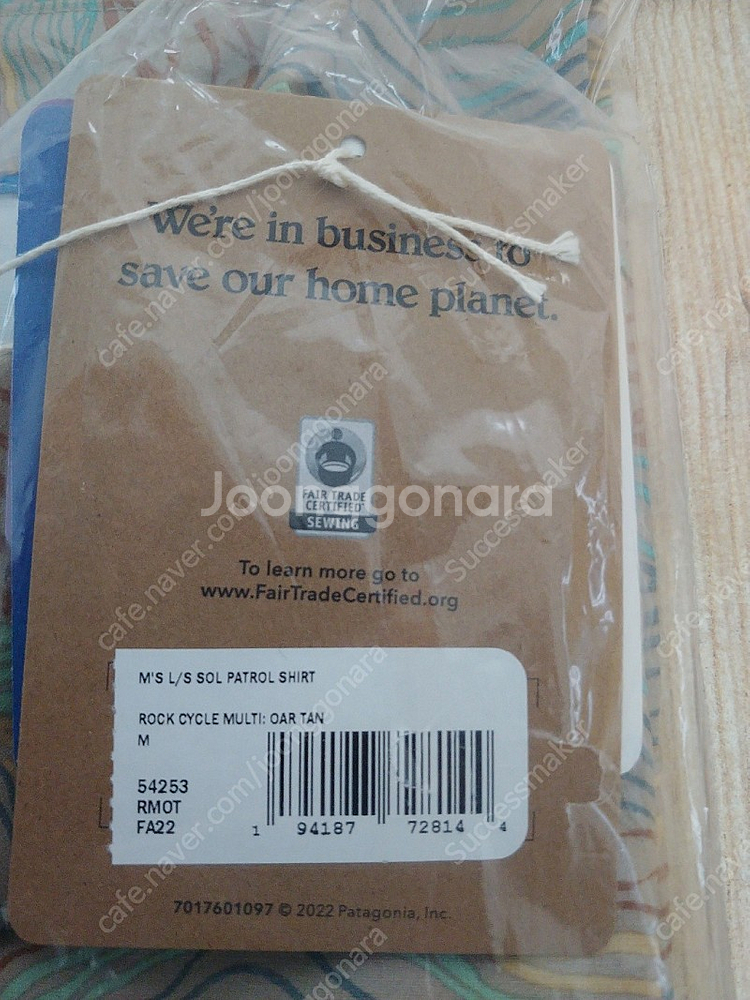 We're in business to
save our home planet.
FAIR TRADE
CERTIFIED
SEWING
Joongagonara
To learn more go to
www.FairTradeCertified.org
M'S L/S SOL PATROL SHIRT
ROCK CYCLE MULTI: OAR TAN
M
54253
RMOT
FA22
1 94187 72814 4
7017601097 © 2022 Patagonia, Inc.
cafe.naver.com/joonggonara
Successmaker